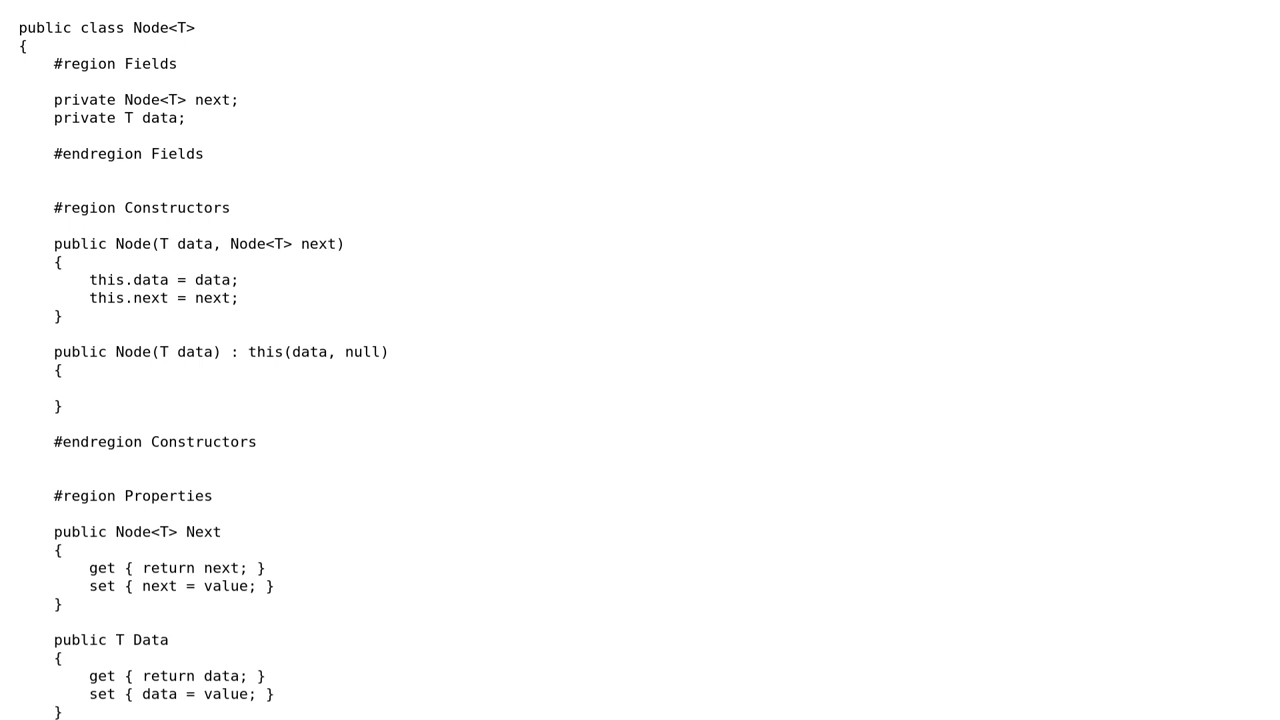 public class Node<T>
{
    #region Fields

    private Node<T> next;
    private T data;

    #endregion Fields


    #region Constructors

    public Node(T data, Node<T> next)
    {
        this.data = data;
        this.next = next;
    }

    public Node(T data) : this(data, null)
    {

    }

    #endregion Constructors


    #region Properties

    public Node<T> Next
    {
        get { return next; }
        set { next = value; }
    }

    public T Data
    {
        get { return data; }
        set { data = value; }
    }